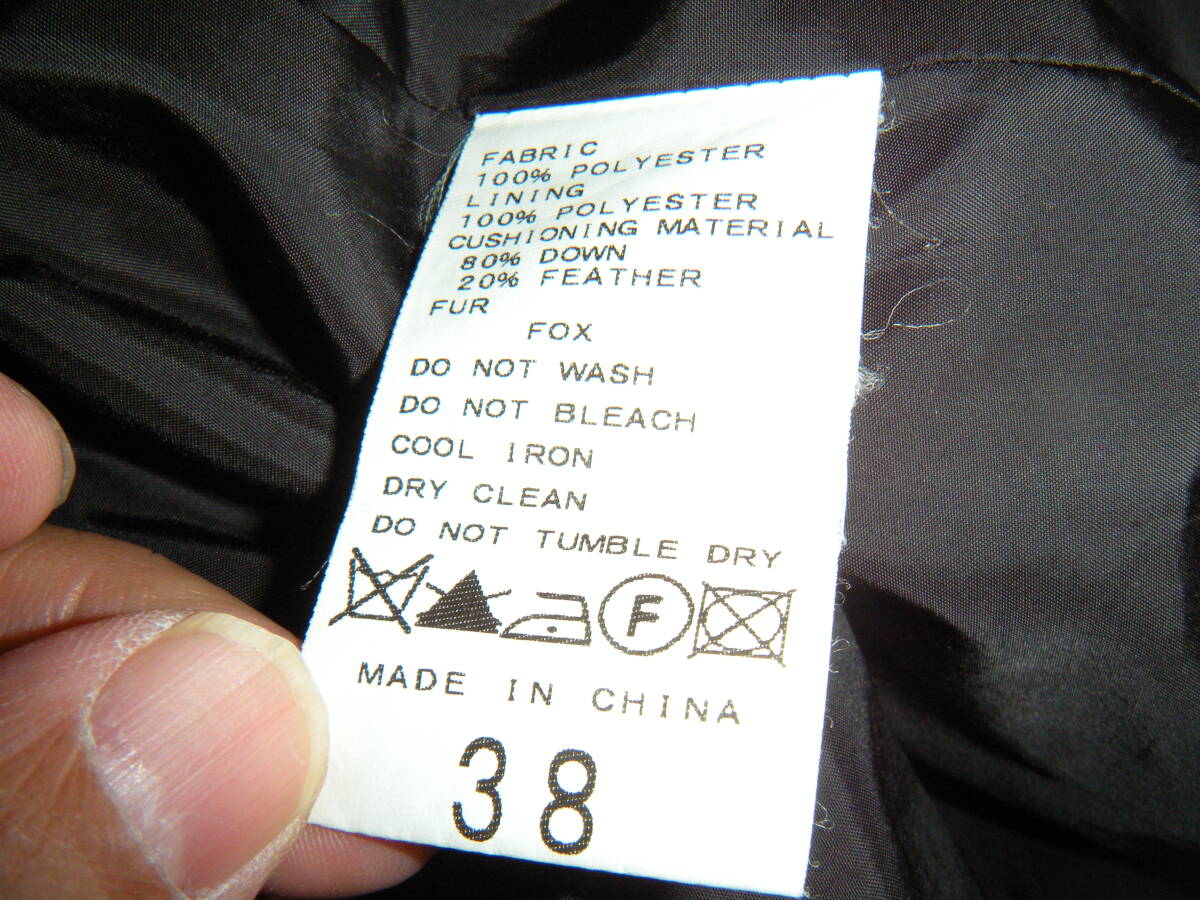 FABRIC
100% POLYESTER
LINING
100% POLYESTER
CUSHIONING MATERIAL
80% DOWN
20% FEATHER
FUR
FOX
DO NOT WASH
DO NOT BLEACH
COOL IRON
DRY CLEAN
DO NOT TUMBLE DRY
F
MADE IN CHINA
38